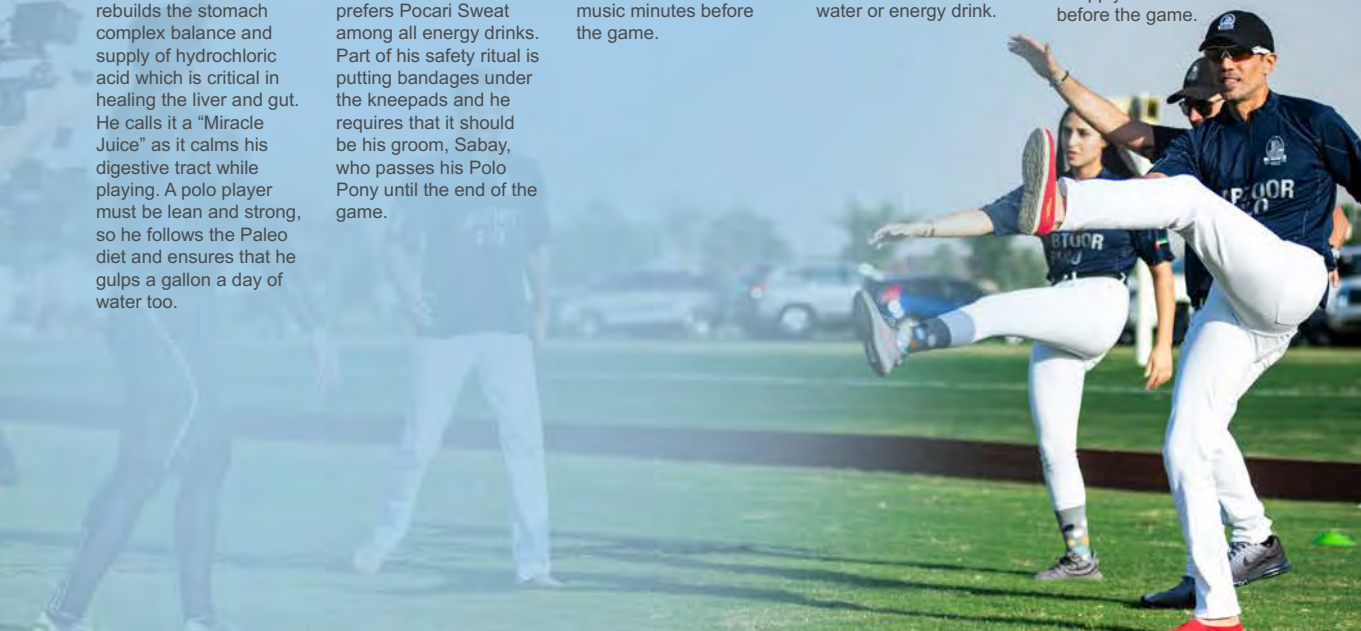 rebuilds the stomach
complex balance and
supply of hydrochloric
acid which is critical in
healing the liver and gut.
He calls it a “Miracle
Juice” as it calms his
digestive tract while
playing. A polo player
must be lean and strong,
so he follows the Paleo
diet and ensures that he
gulps a gallon a day of
water too.
prefers Pocari Sweat
among all energy drinks.
Part of his safety ritual is
putting bandages under
the kneepads and he
requires that it should
be his groom, Sabay,
who passes his Polo
Pony until the end of the
game.
music minutes before
the game.
water or energy drink.
before the game.
BTOOR